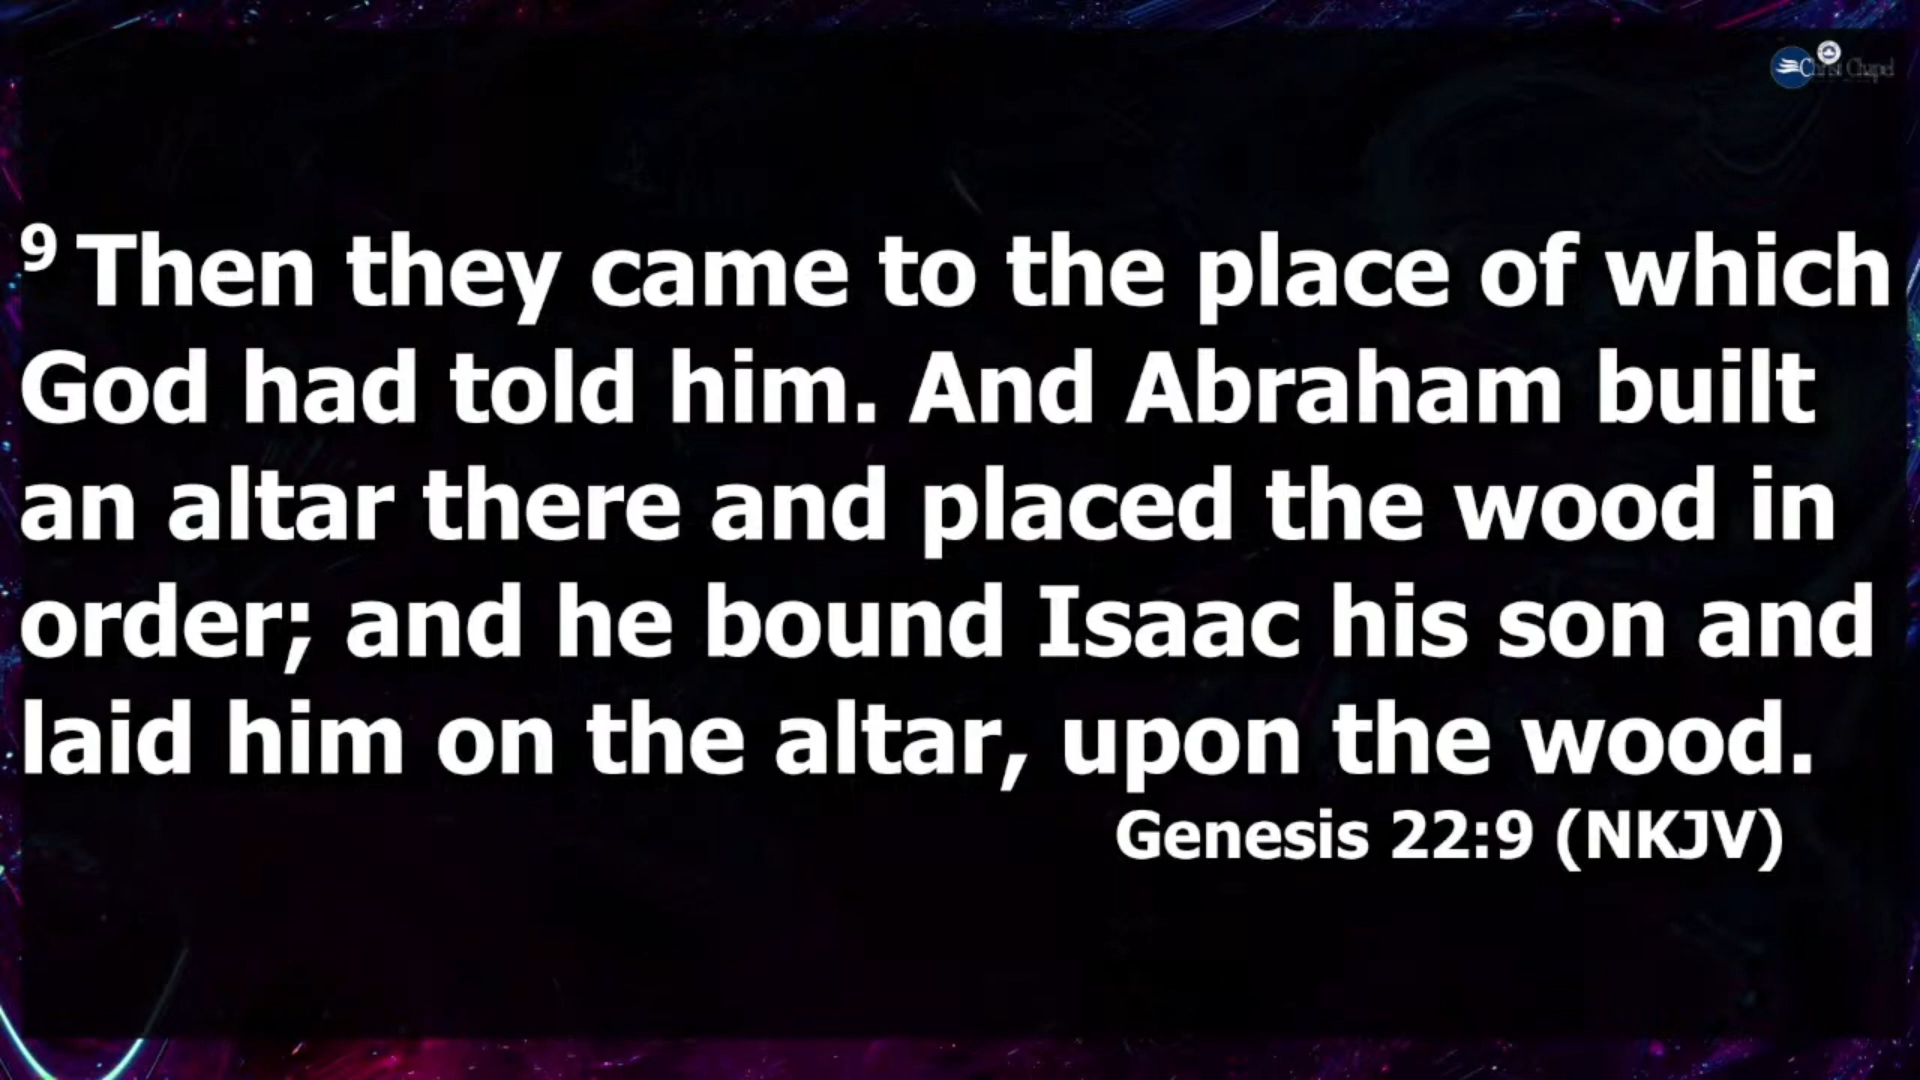 Christ Chapel
9 Then they came to the place of which
God had told him. And Abraham built
an altar there and placed the wood in
order; and he bound Isaac his son and
laid him on the altar, upon the wood.
Genesis 22:9 (NKJV)